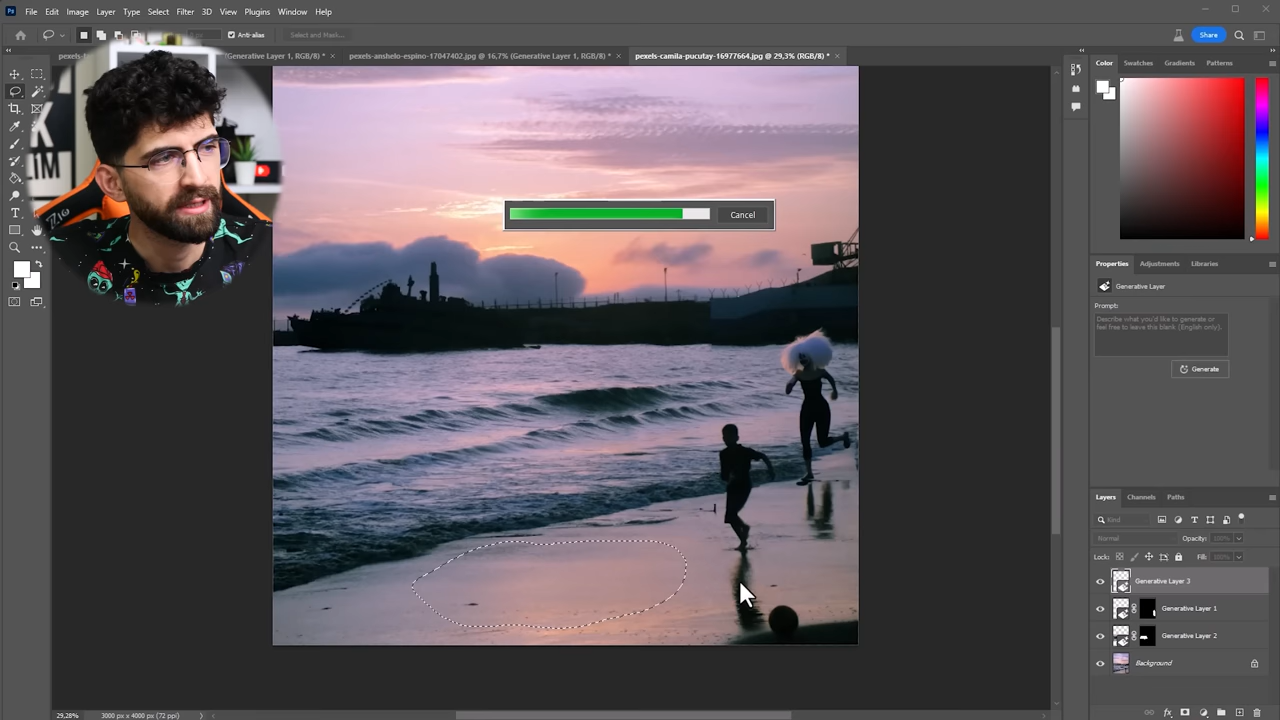 Ps File Edit Image Layer Type Select Filter 3D View Plugins Window Help
Anti-alias Select and Mask... Share
Generative Layer 1, RGB/8) * × pexels-anshelo-espino-17047402.jpg @ 16,7% (Generative Layer 1, RGB/8) * × pexels-camila-pucutay-16977664.jpg @ 29,3% (RGB/8) * ×
Color Swatches Gradients Patterns
Cancel
Properties Adjustments Libraries
Generative Layer
Prompt:
Describe what you'd like to generate or
feel free to leave this blank (English only).
Generate
Layers Channels Paths
Kind
Normal Opacity: 100%
Lock: Fill: 100%
Generative Layer 3
Generative Layer 1
Generative Layer 2
Background
29,28% 3000 px x 4000 px (72 ppi)